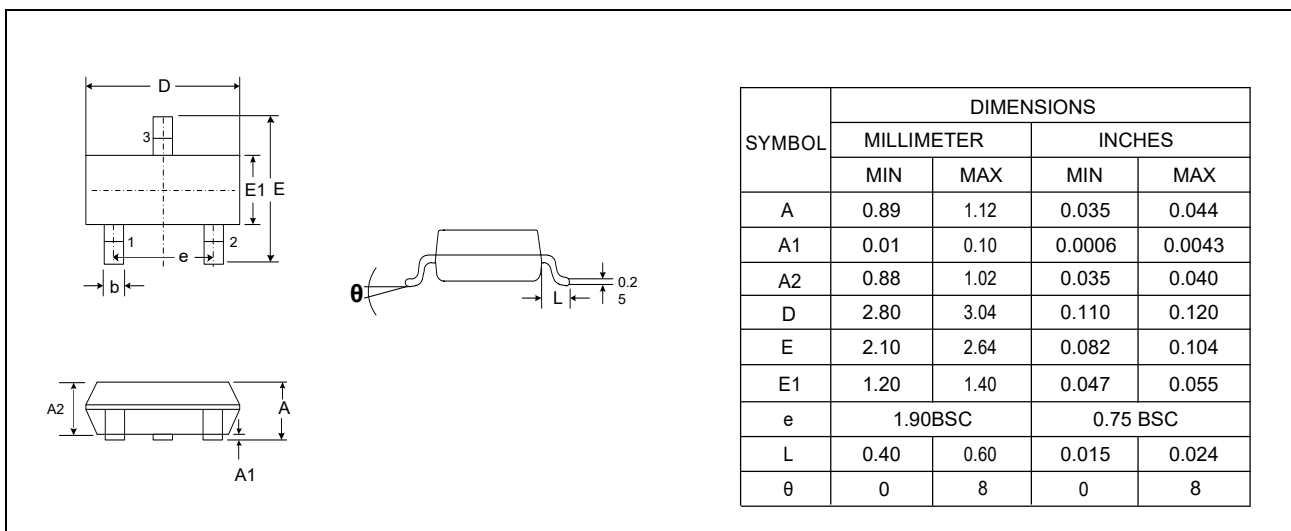 D
3
E1 E
1 2
e
b
θ
L
0.2
5
A2
A
A1
DIMENSIONS
SYMBOL MILLIMETER INCHES
MIN MAX MIN MAX
A 0.89 1.12 0.035 0.044
A1 0.01 0.10 0.0006 0.0043
A2 0.88 1.02 0.035 0.040
D 2.80 3.04 0.110 0.120
E 2.10 2.64 0.082 0.104
E1 1.20 1.40 0.047 0.055
e 1.90BSC 0.75 BSC
L 0.40 0.60 0.015 0.024
θ 0 8 0 8